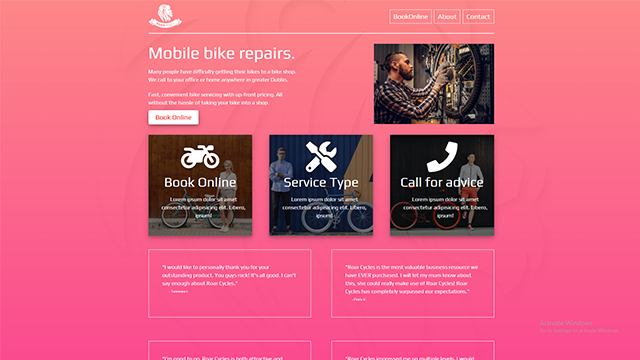 BookOnline
About
Contact
Mobile bike repairs.
Many people have difficulty getting their bikes to a bike shop.
We call to your office or home anywhere in greater Dublin.
Fast, convenient bike servicing with up-front pricing. All
without the hassle of taking your bike into a shop.
Book Online
Book Online
Lorem ipsum dolor sit amet
consectetur adipisicing elit. Libero,
ipsum!
Service Type
Lorem ipsum dolor sit amet
consectetur adipisicing elit. Libero,
ipsum!
Call for advice
Lorem ipsum dolor sit amet
consectetur adipisicing elit. Libero,
ipsum!
"I would like to personally thank you for your
outstanding product. You guys rock! It's all good. I can't
say enough about Roar Cycles."
"Roar Cycles is the most valuable business resource we
have EVER purchased. I will let my mum know about
this, she could really make use of Roar Cycles! Roar
Cycles has completely surpassed our expectations."
"I'm good to go. Roar Cycles is both attractive and
"Roar Cycles impressed me on multiple levels. I would
Activate Windows
Go to Settings to activate Windows.